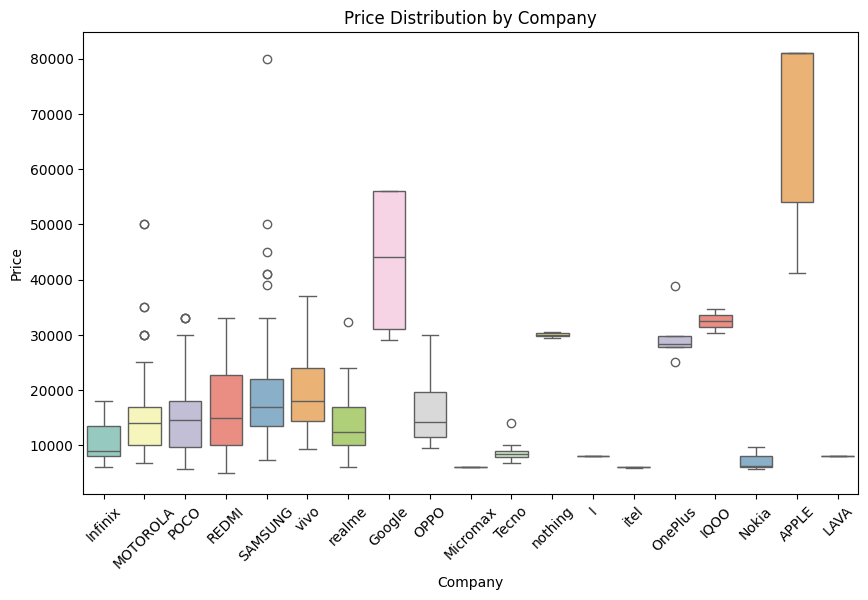 Price Distribution by Company
Price
80000
70000
60000
50000
40000
30000
20000
10000
Infinix
MOTOROLA
POCO
REDMI
SAMSUNG
vivo
realme
Google
OPPO
Micromax
Tecno
nothing
I
itel
OnePlus
IQOO
Nokia
APPLE
LAVA
Company